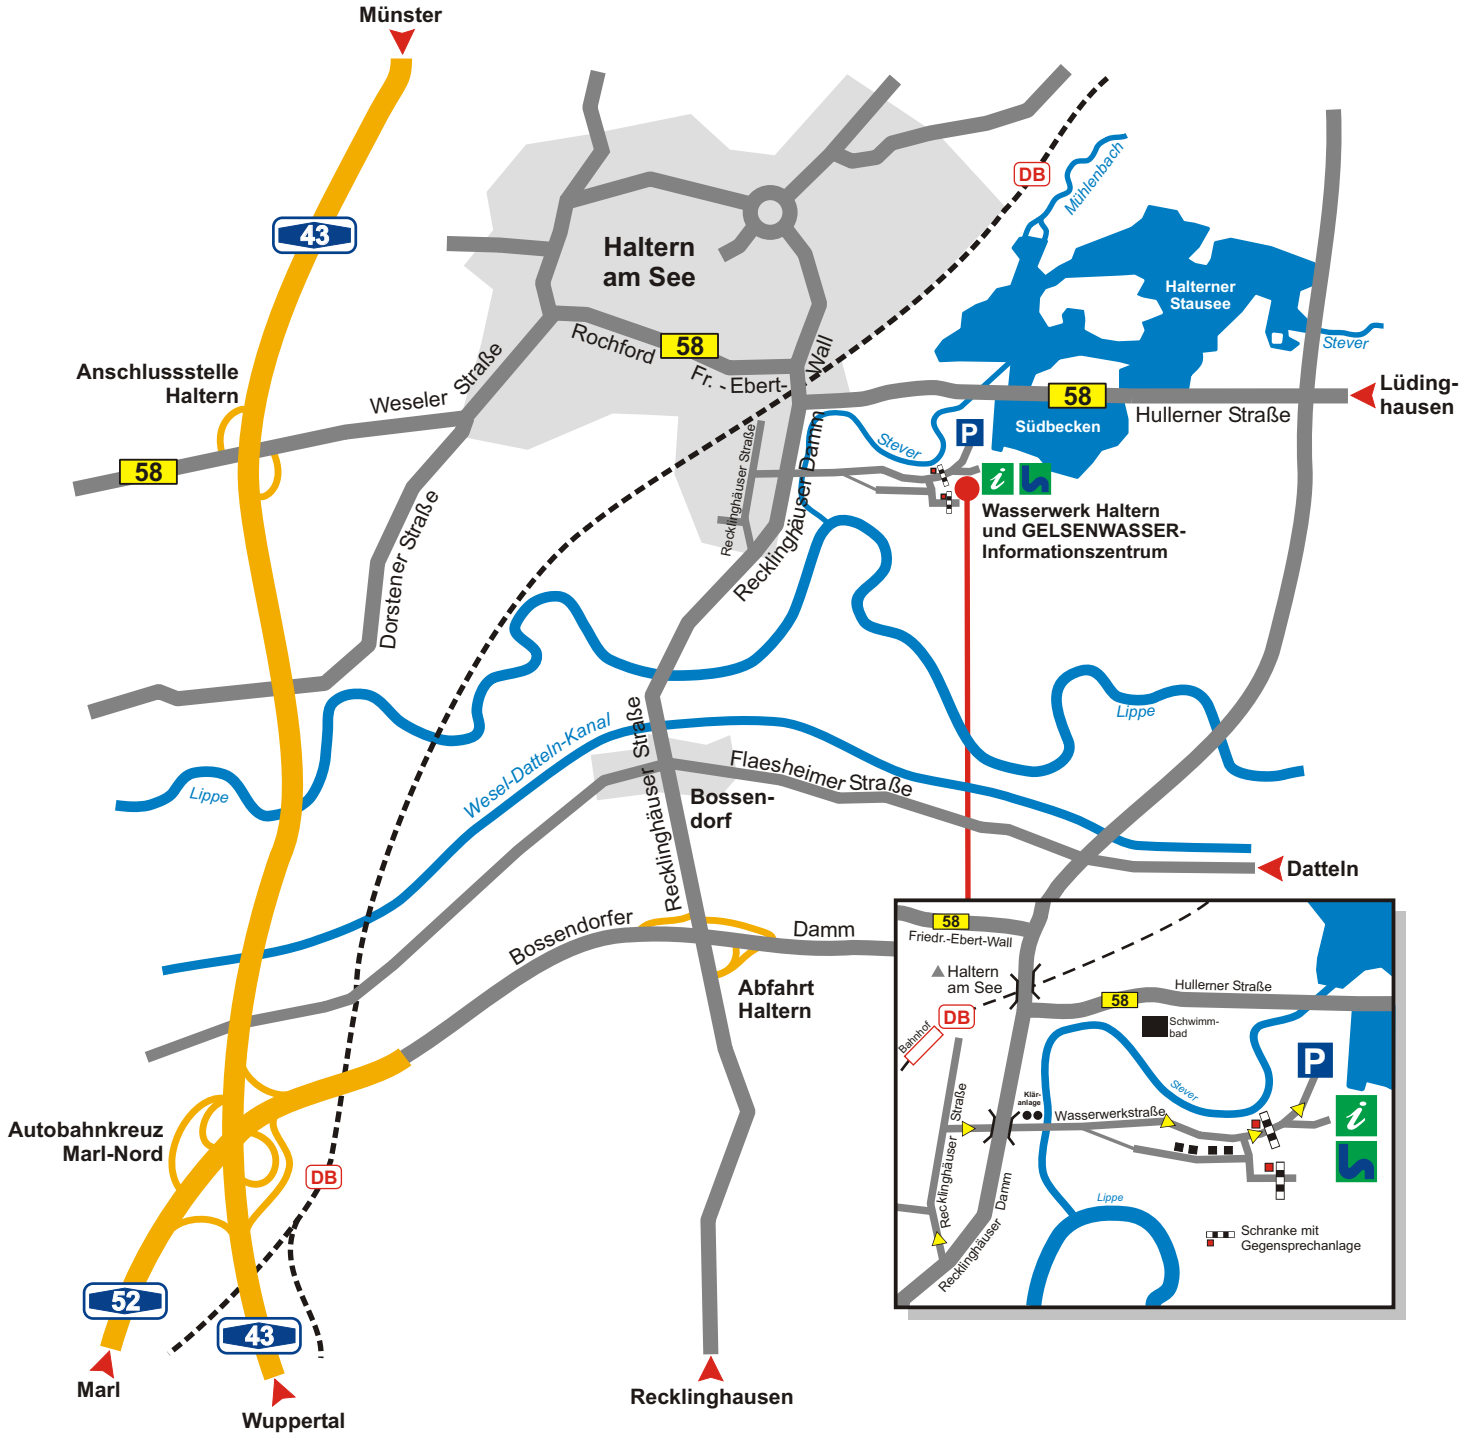 Münster
DB
Mühlenbach
43
Haltern
am See
Halterner
Stausee
Stever
Rochford
58
Wall
Fr. - Ebert-
Anschlussstelle
Haltern
Weseler Straße
58
Hullerner Straße
Lüding-
hausen
Südbecken
P
Stever
58
Recklinghäuser Straße
Recklinghäuser Damm
i
Wasserwerk Haltern
und GELSENWASSER-
Informationszentrum
Dorstener Straße
Lippe
Lippe
Wesel-Datteln-Kanal
Recklinghäuser Straße
Flaesheimer Straße
Bossen-
dorf
Datteln
Bossendorfer Damm
Abfahrt
Haltern
Autobahnkreuz
Marl-Nord
DB
52
43
Marl
Wuppertal
Recklinghausen
58
Friedr.-Ebert-Wall
Haltern
am See
Hullerner Straße
58
DB
Bahnhof
Schwimm-
bad
P
Stever
Klär-
anlage
Wasserwerkstraße
i
Recklinghäuser Straße
Recklinghäuser Damm
Lippe
Schranke mit
Gegensprechanlage